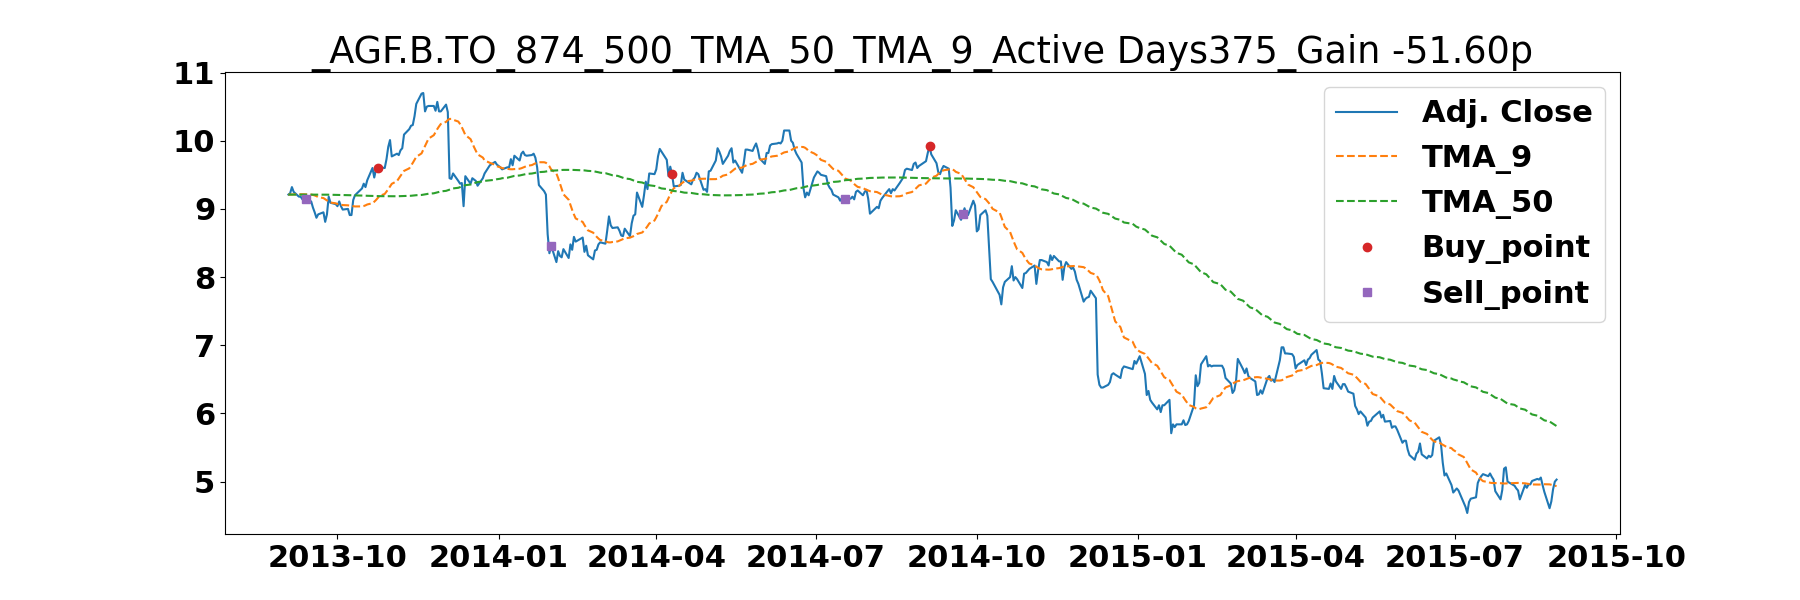 _AGF.B.TO_874_500_TMA_50_TMA_9_Active Days375_Gain -51.60p
11
10
9
8
7
6
5
Adj. Close
TMA_9
TMA_50
Buy_point
Sell_point
2013-10 2014-01 2014-04 2014-07 2014-10 2015-01 2015-04 2015-07 2015-10